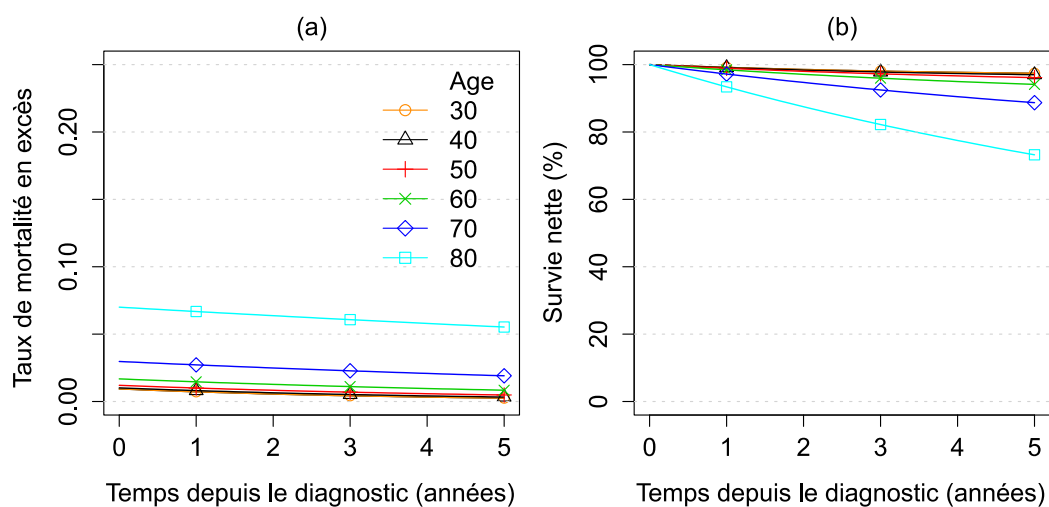 (a)
Taux de mortalité en excès
0.00
0.10
0.20
Age
30
40
50
60
70
80
0 1 2 3 4 5
Temps depuis le diagnostic (années)
(b)
Survie nette (%)
0
20
40
60
80
100
0 1 2 3 4 5
Temps depuis le diagnostic (années)